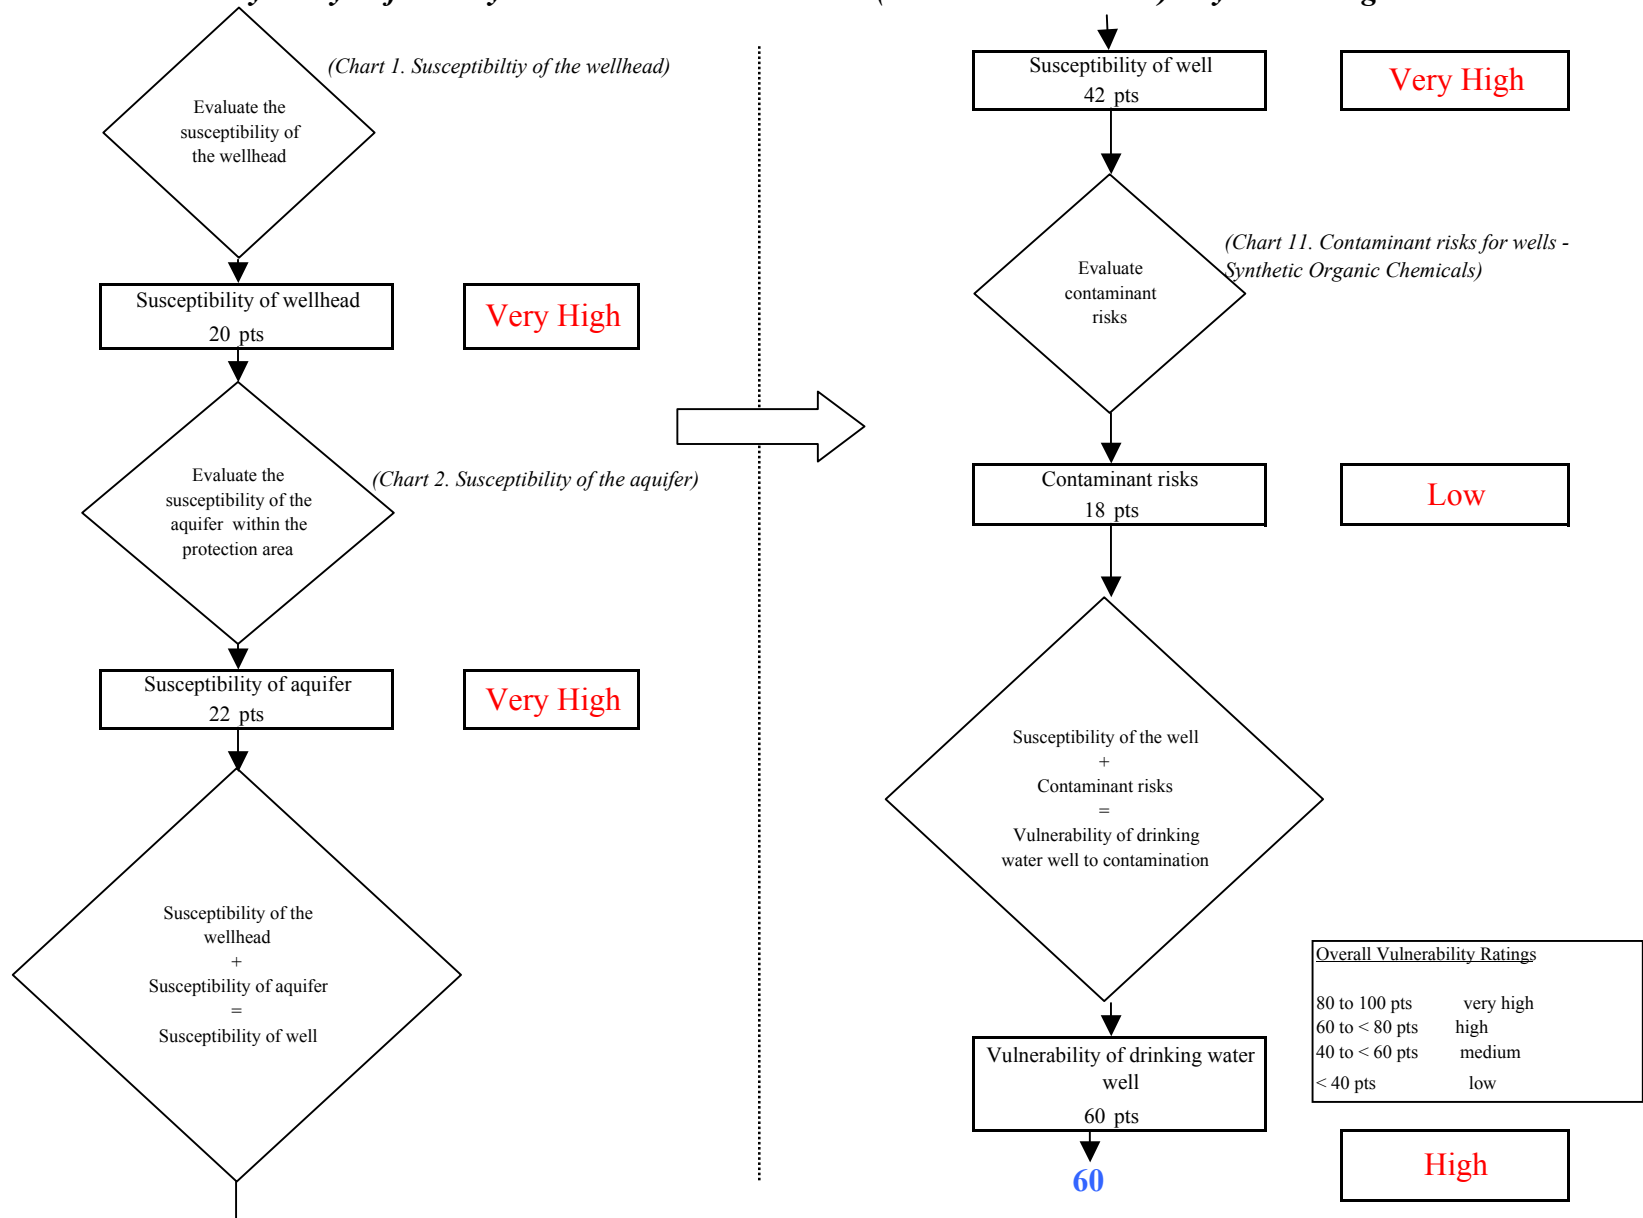 (Chart 1. Susceptibiltiy of the wellhead)
Evaluate the
susceptibility of
the wellhead
Susceptibility of wellhead
20 pts
Very High
Evaluate the
susceptibility of the
aquifer within the
protection area
(Chart 2. Susceptibility of the aquifer)
Susceptibility of aquifer
22 pts
Very High
Susceptibility of the
wellhead
+
Susceptibility of aquifer
=
Susceptibility of well
Susceptibility of well
42 pts
Very High
Evaluate
contaminant
risks
(Chart 11. Contaminant risks for wells -
Synthetic Organic Chemicals)
Contaminant risks
18 pts
Low
Susceptibility of the well
+
Contaminant risks
=
Vulnerability of drinking
water well to contamination
Overall Vulnerability Ratings
80 to 100 pts very high
60 to < 80 pts high
40 to < 60 pts medium
< 40 pts low
Vulnerability of drinking water
well
60 pts
60
High